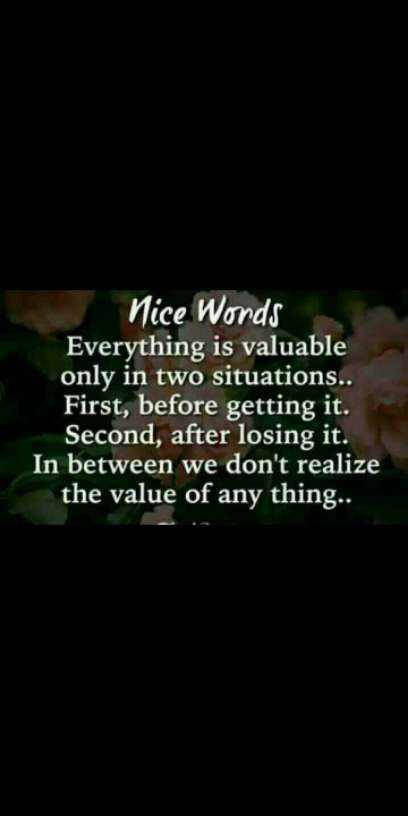 Nice Words
Everything is valuable
only in two situations..
First, before getting it.
Second, after losing it.
In between we don't realize
the value of any thing..